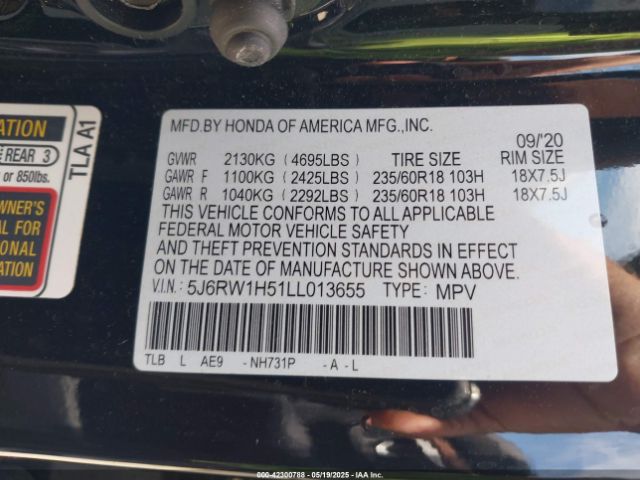 ATION
REAR 3
or 850lbs.
WNER'S
AL FOR
IONAL
ATION
TLA A1
MFD.BY HONDA OF AMERICA MFG.,INC.
09/'20
GVWR 2130KG (4695LBS) TIRE SIZE RIM SIZE
GAWR F 1100KG (2425LBS) 235/60R18 103H 18X7.5J
GAWR R 1040KG (2292LBS) 235/60R18 103H 18X7.5J
THIS VEHICLE CONFORMS TO ALL APPLICABLE
FEDERAL MOTOR VEHICLE SAFETY
AND THEFT PREVENTION STANDARDS IN EFFECT
ON THE DATE OF MANUFACTURE SHOWN ABOVE.
V.I.N.: 5J6RW1H51LL013655 TYPE: MPV
TLB L AE9 - NH731P - A - L
000-42300788 - 05/19/2025 - IAA Inc.